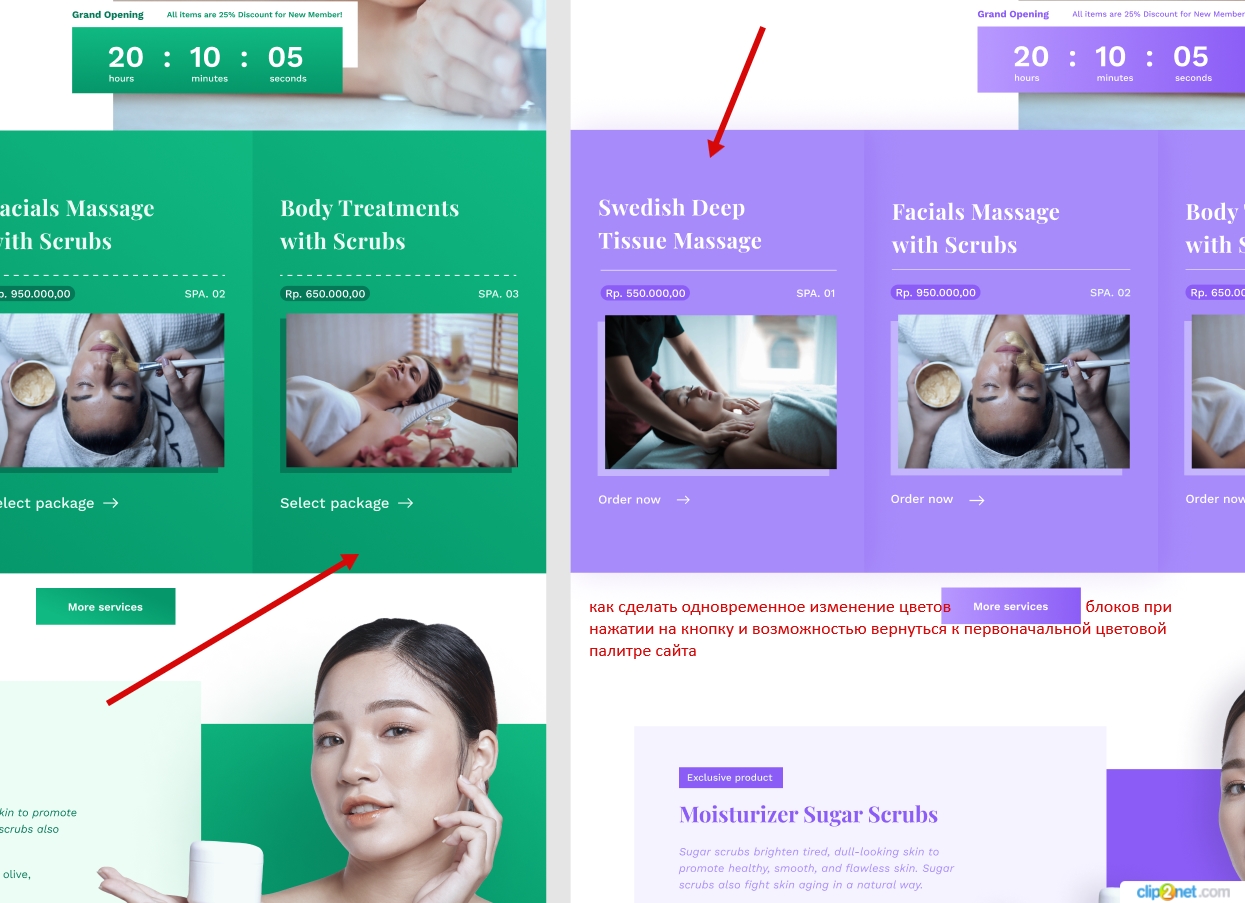 Grand Opening All items are 25% Discount for New Member!
20 : 10 : 05
hours minutes seconds
acials Massage
with Scrubs
p. 950.000,00 SPA. 02
elect package →
Body Treatments
with Scrubs
Rp. 650.000,00 SPA. 03
Select package →
More services
kin to promote
scrubs also
olive,
Grand Opening All items are 25% Discount for New Member
20 : 10 : 05
hours minutes seconds
Swedish Deep
Tissue Massage
Rp. 550.000,00 SPA. 01
Order now →
Facials Massage
with Scrubs
Rp. 950.000,00 SPA. 02
Order now →
Body
with S
Rp. 650.00
Order now
как сделать одновременное изменение цветов More services блоков при
нажатии на кнопку и возможностью вернуться к первоначальной цветовой
палитре сайта
Exclusive product
Moisturizer Sugar Scrubs
Sugar scrubs brighten tired, dull-looking skin to
promote healthy, smooth, and flawless skin. Sugar
scrubs also fight skin aging in a natural way.
clip2net.com